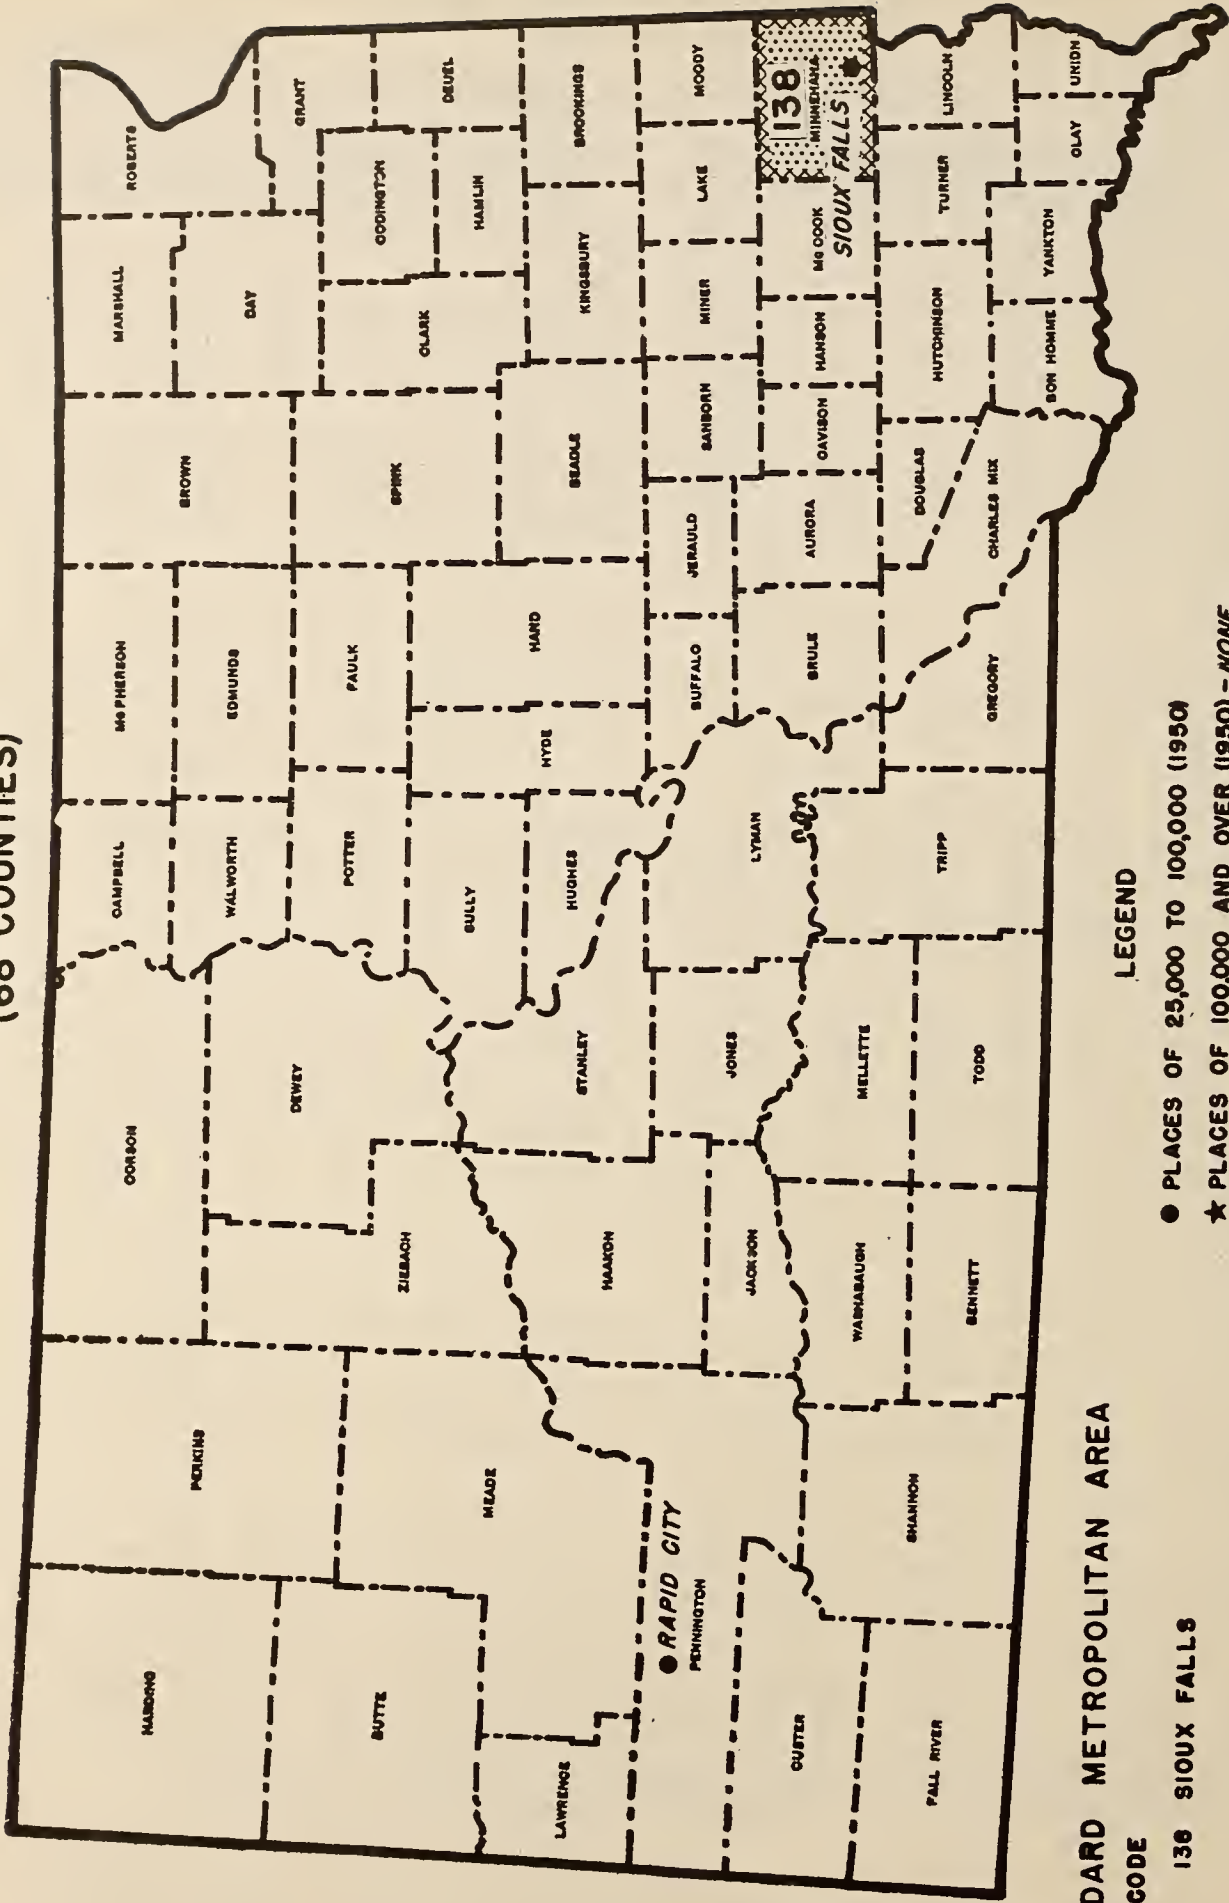 (68 COUNTIES)
HARDING
PERKINS
CORSON
CAMPBELL
McPHERSON
BROWN
MARSHALL
ROBERTS
WALWORTH
EDMUNDS
DAY
GRANT
BUTTE
MEADE
ZIEBACH
DEWEY
POTTER
FAULK
SPINK
CLARK
CODINGTON
DEUEL
HAMLIN
LAWRENCE
HAAKON
STANLEY
SULLY
HUGHES
HYDE
HAND
BEADLE
KINGSBURY
BROOKINGS
RAPID CITY
PENNINGTON
JACKSON
JONES
LYMAN
BUFFALO
JERAULD
SANBORN
MINER
LAKE
MOODY
BRULE
AURORA
DAVISON
HANSON
McCOOK
138
MINNEHAHA
SIOUX FALLS
CUSTER
SHANNON
WASHABAUGH
MELLETTE
TRIPP
GREGORY
CHARLES MIX
DOUGLAS
HUTCHINSON
TURNER
LINCOLN
FALL RIVER
BENNETT
TODD
BON HOMME
YANKTON
CLAY
UNION
DARD METROPOLITAN AREA
CODE
138 SIOUX FALLS
LEGEND
● PLACES OF 25,000 TO 100,000 (1950)
★ PLACES OF 100,000 AND OVER (1950) - NONE